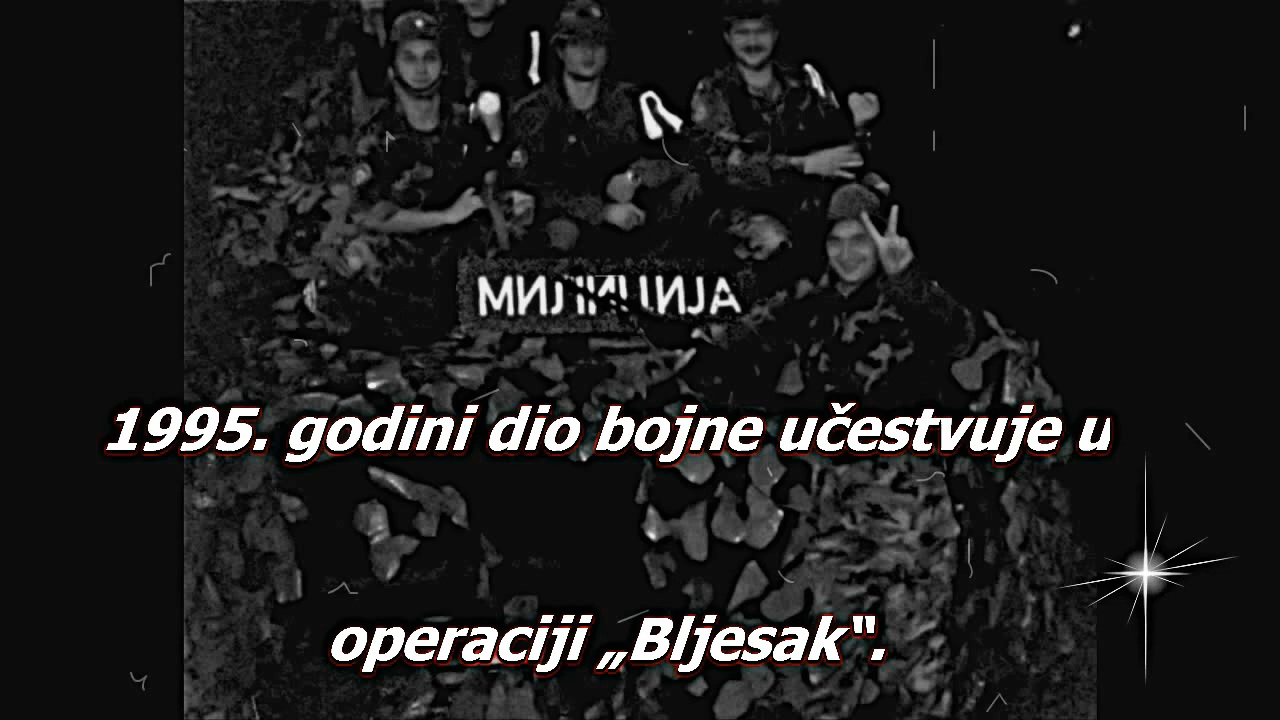 МИЛИЦИЈА
1995. godini dio bojne učestvuje u
operaciji „Bljesak“.